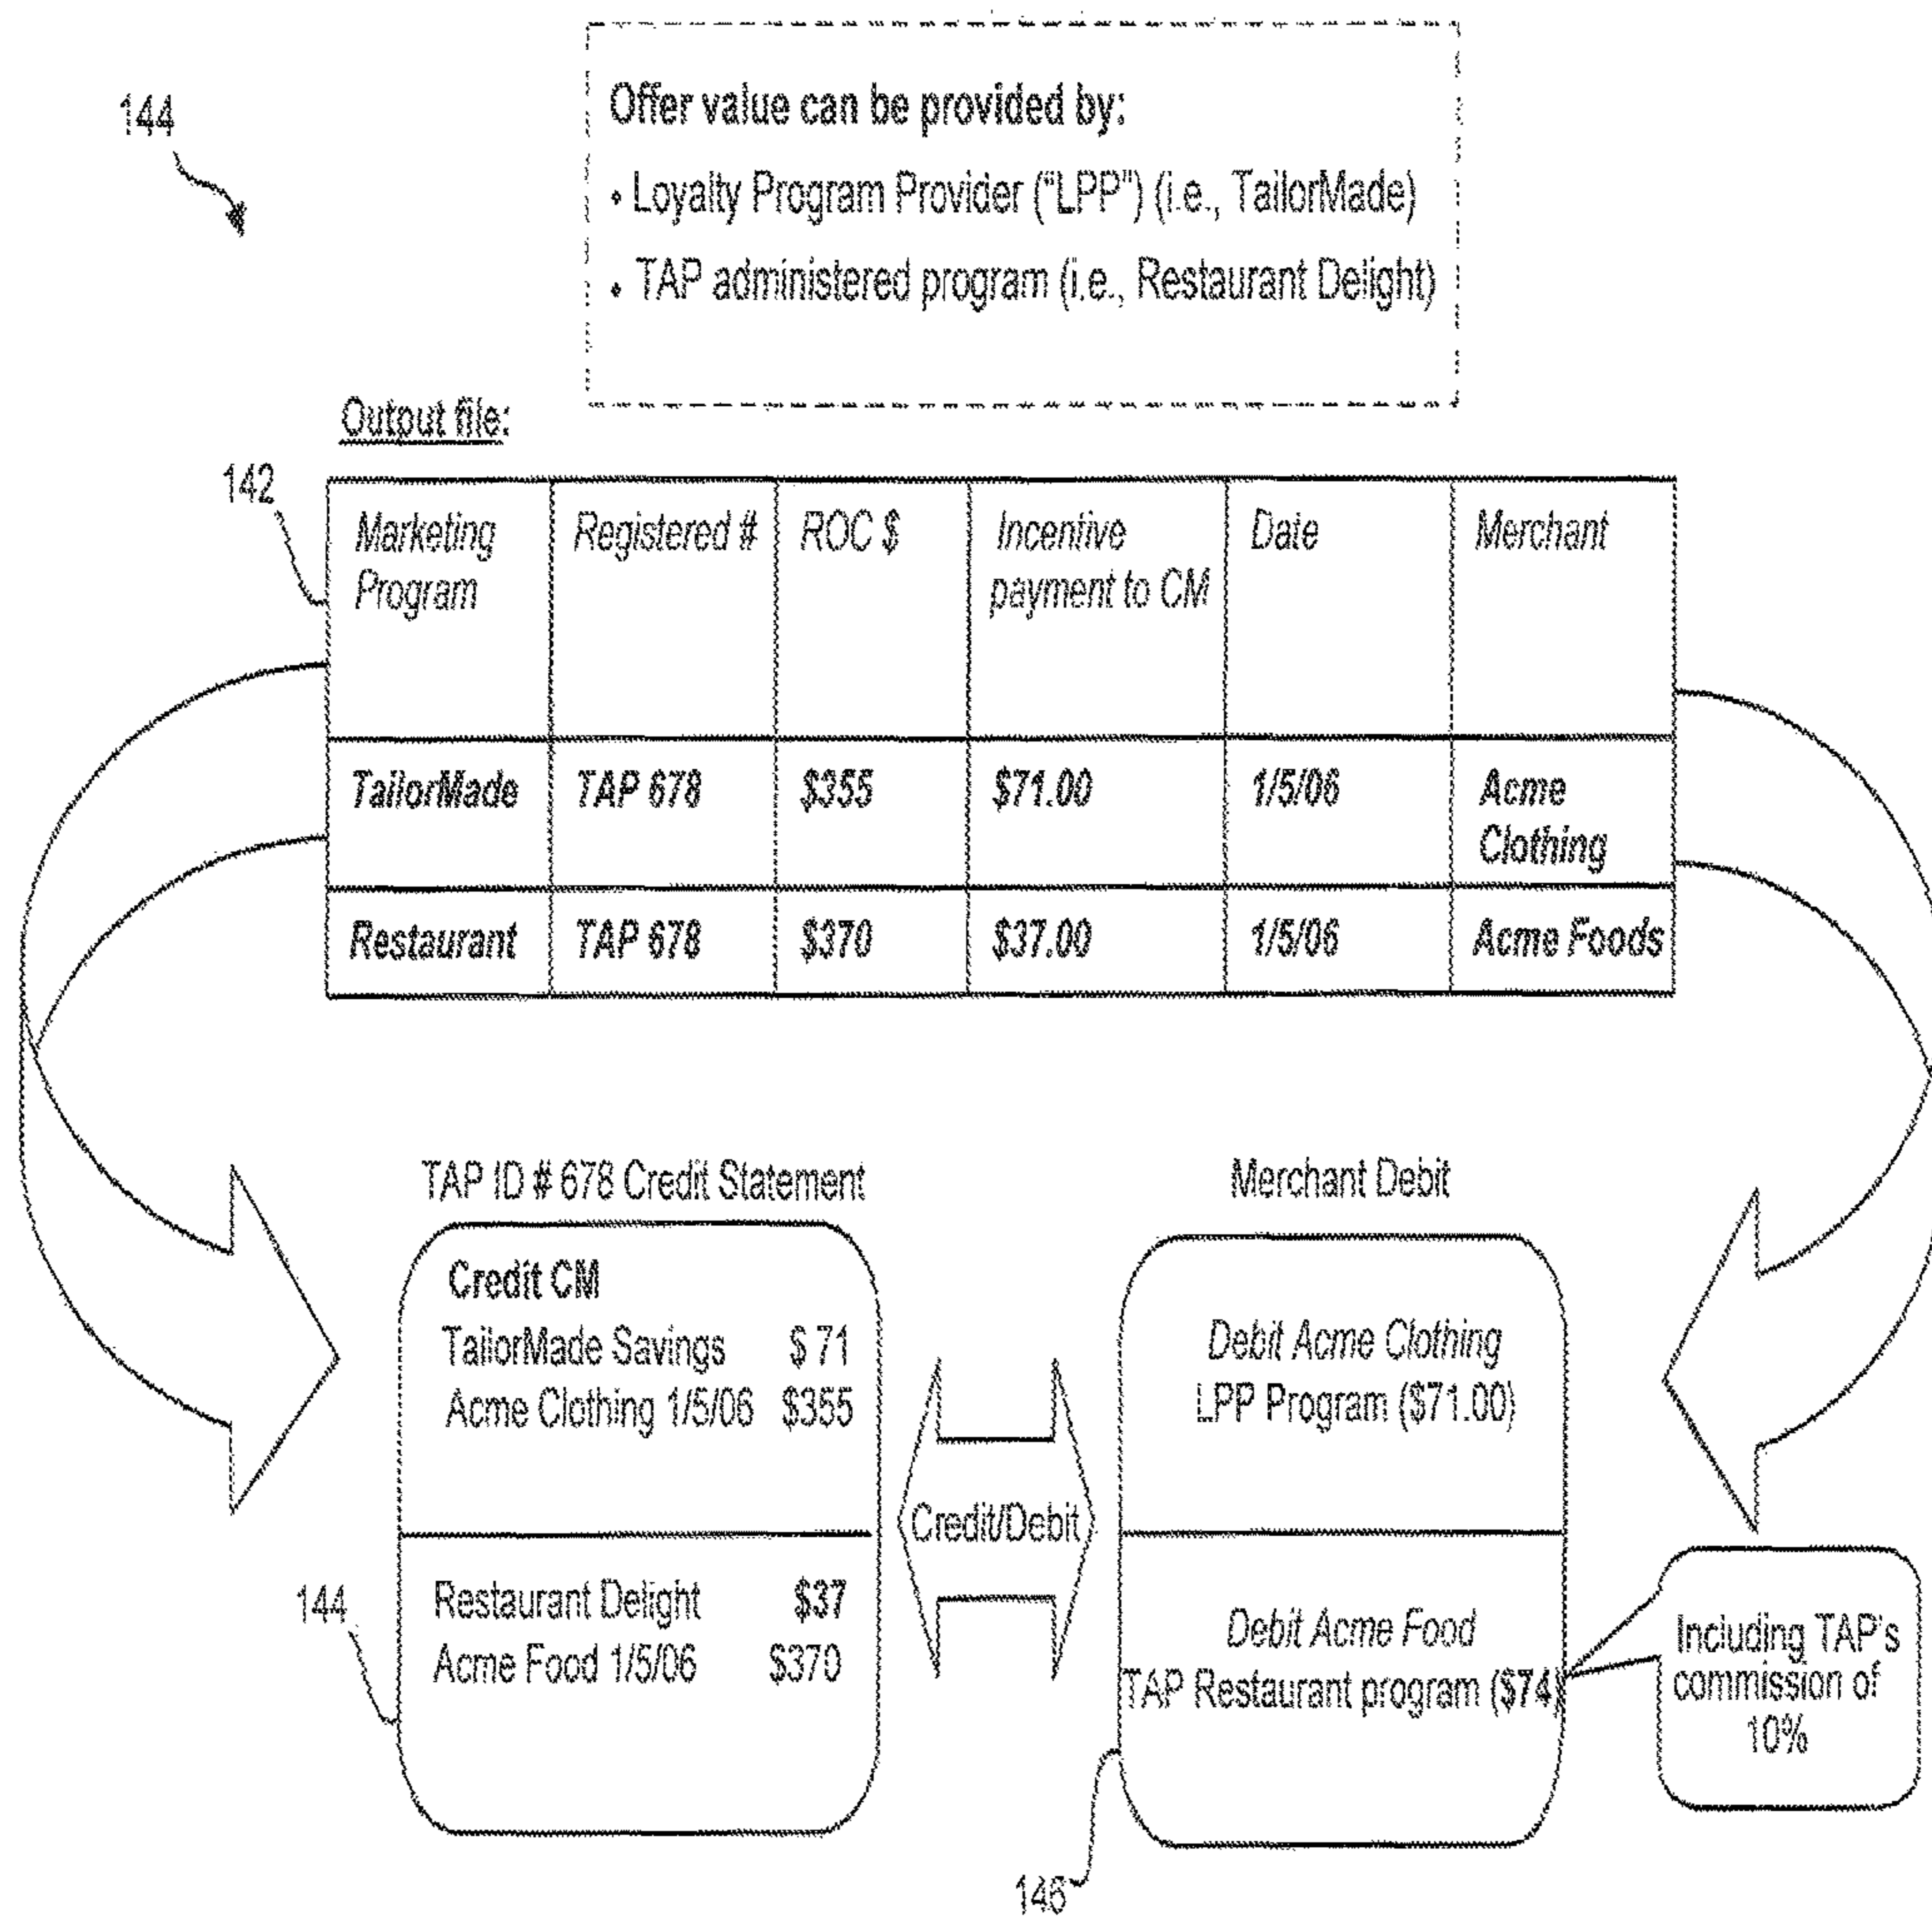 144
Offer value can be provided by:
• Loyalty Program Provider ("LPP") (i.e., TailorMade)
• TAP administered program (i.e., Restaurant Delight)
Output file:
142
Marketing Program
Registered #
ROC $
Incentive payment to CM
Date
Merchant
TailorMade TAP 678 $355 $71.00 1/5/06 Acme Clothing
Restaurant TAP 678 $370 $37.00 1/5/06 Acme Foods
TAP ID # 678 Credit Statement
Credit CM
TailorMade Savings $ 71
Acme Clothing 1/5/06 $355
144
Restaurant Delight $37
Acme Food 1/5/06 $370
Credit/Debit
Merchant Debit
Debit Acme Clothing
LPP Program ($71.00)
Debit Acme Food
TAP Restaurant program ($74)
146
Including TAP's
commission of
10%